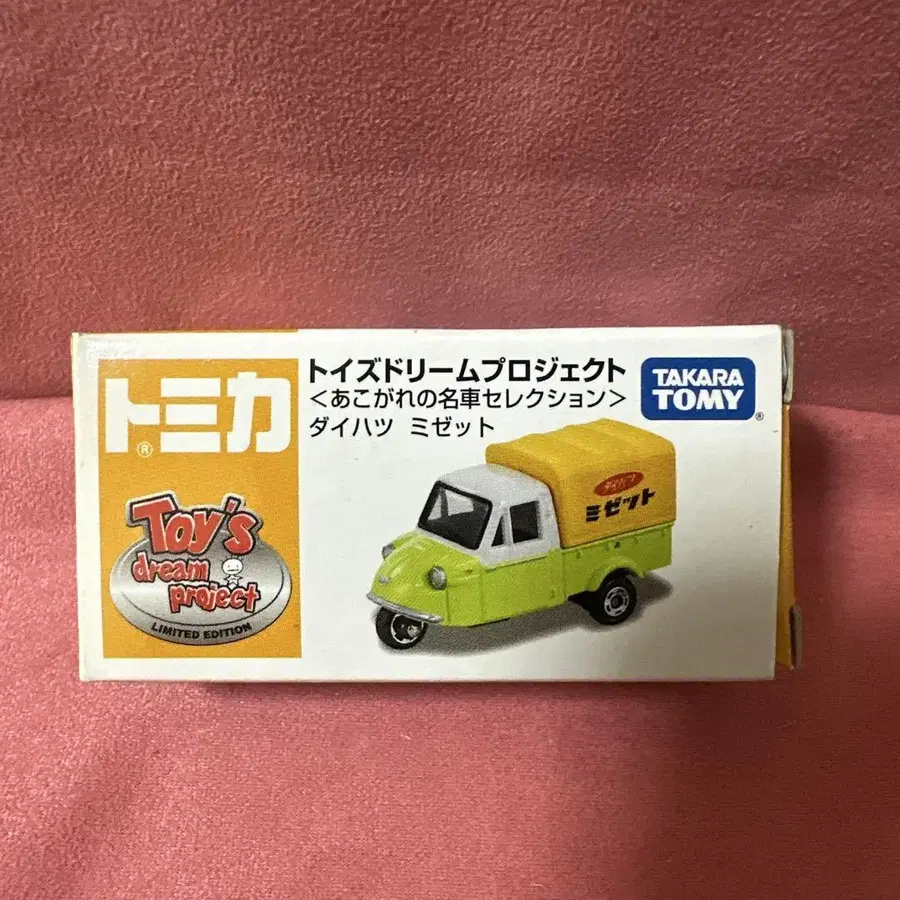 トミカ
®
Toy's
dream
project
LIMITED EDITION
トイズドリームプロジェクト
<あこがれの名車セレクション>
ダイハツ ミゼット
TAKARA
TOMY
®
ダイハツ
ミゼット